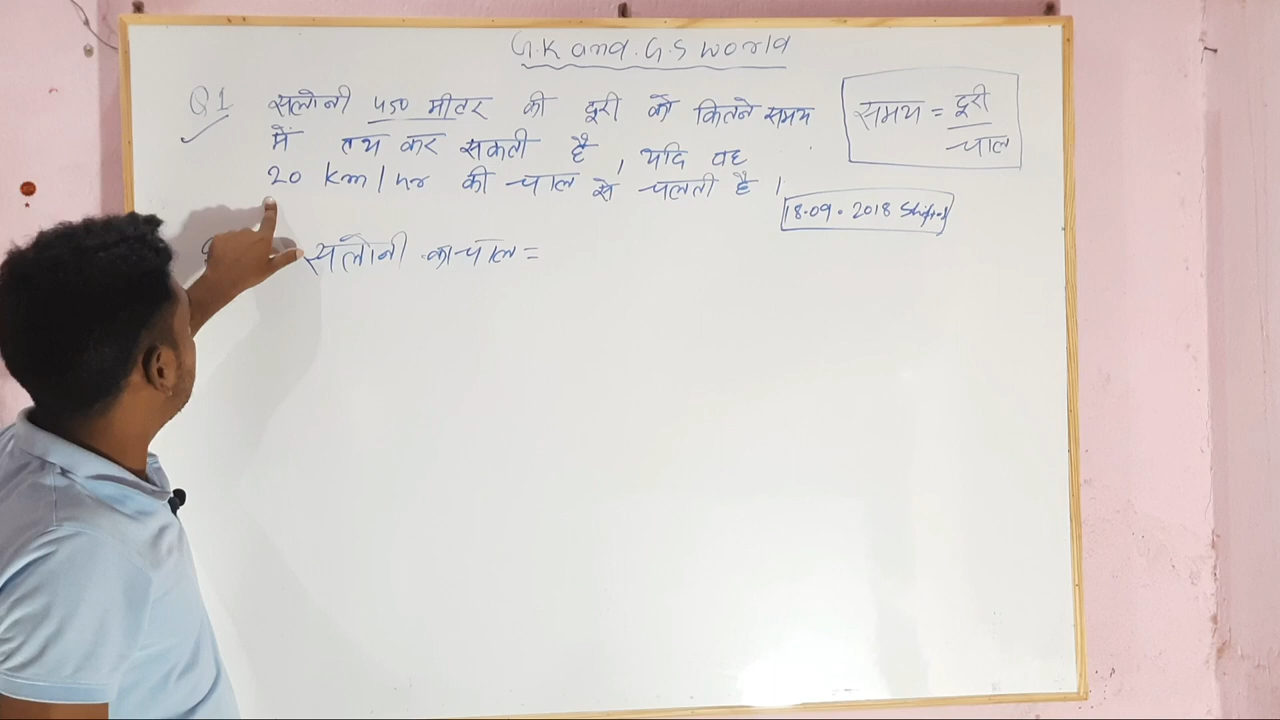 G.K and G.S World
Q1 सलोनी 450 मीटर की दूरी को कितने समय
में तय कर सकती है, यदि वह
20 km/hr की चाल से चलती है।
समय = दूरी
चाल
18.09.2018
सलोनी का चाल =